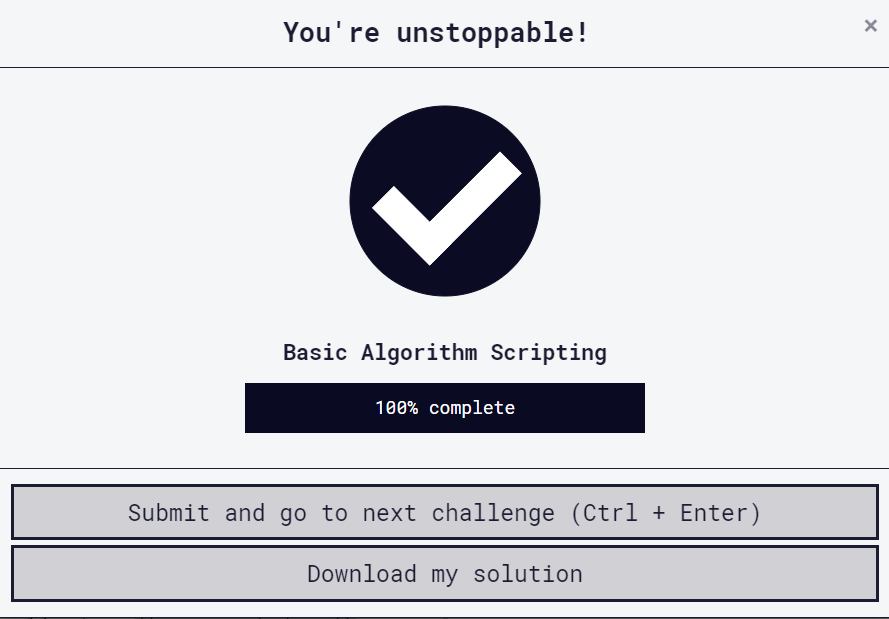 You're unstoppable!
×
Basic Algorithm Scripting
100% complete
Submit and go to next challenge (Ctrl + Enter)
Download my solution